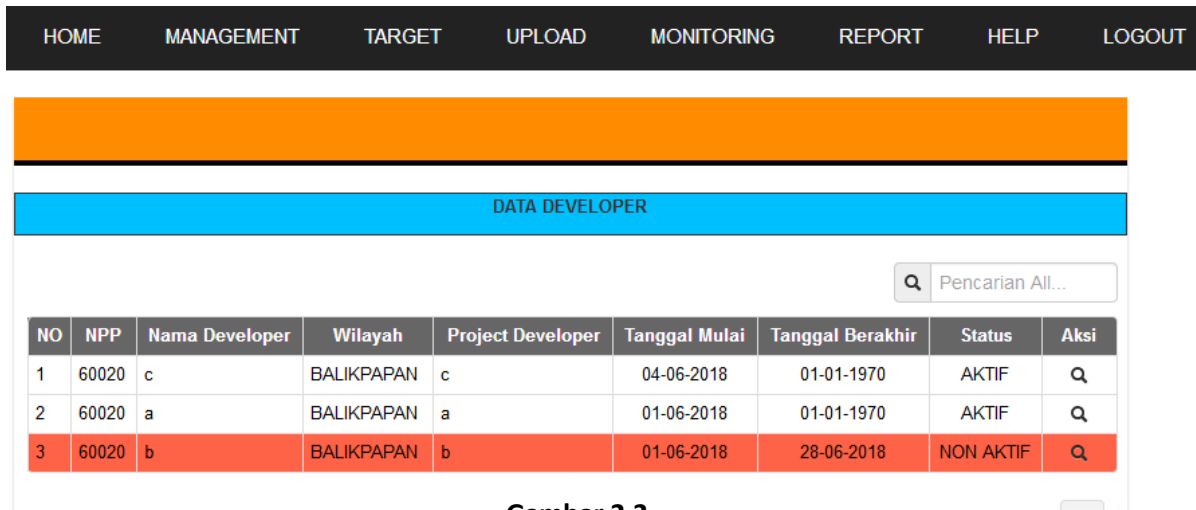 HOME MANAGEMENT TARGET UPLOAD MONITORING REPORT HELP LOGOUT
DATA DEVELOPER
Pencarian All...
NO NPP Nama Developer Wilayah Project Developer Tanggal Mulai Tanggal Berakhir Status Aksi
1 60020 c BALIKPAPAN c 04-06-2018 01-01-1970 AKTIF
2 60020 a BALIKPAPAN a 01-06-2018 01-01-1970 AKTIF
3 60020 b BALIKPAPAN b 01-06-2018 28-06-2018 NON AKTIF